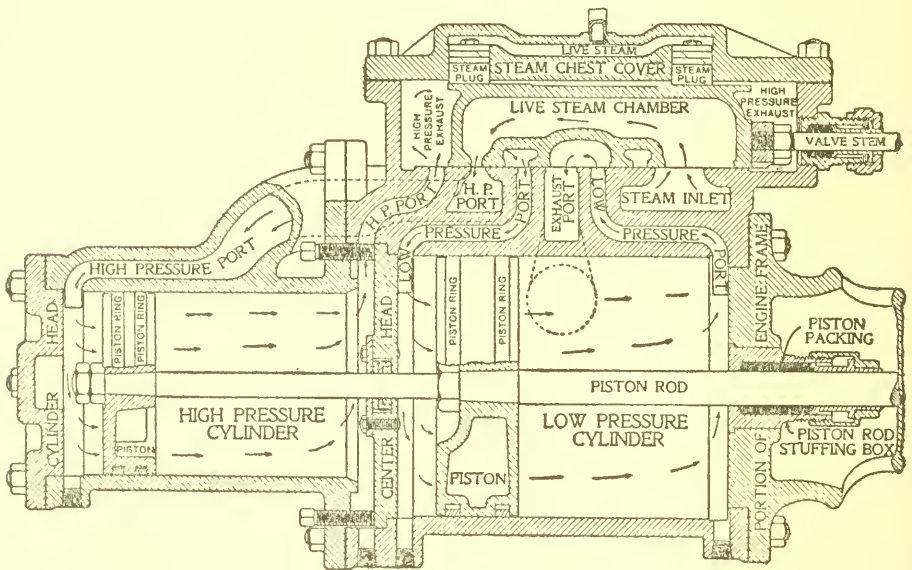 LIVE STEAM
STEAM
PLUG
STEAM CHEST COVER
STEAM
PLUG
HIGH
PRESSURE
EXHAUST
LIVE STEAM CHAMBER
HIGH
PRESSURE
EXHAUST
VALVE STEM
H.P. PORT
H.P.
PORT
PORT
EXHAUST
PORT
LOW
STEAM INLET
HIGH PRESSURE PORT
LOW
PRESSURE
PRESSURE
PORT
ENGINE FRAME
PORTION OF
CYLINDER HEAD
PISTON RING
PISTON RING
CENTER HEAD
PISTON RING
PISTON RING
PISTON
PACKING
PISTON ROD
HIGH PRESSURE
CYLINDER
LOW PRESSURE
CYLINDER
PISTON ROD
STUFFING BOX
PISTON
PISTON